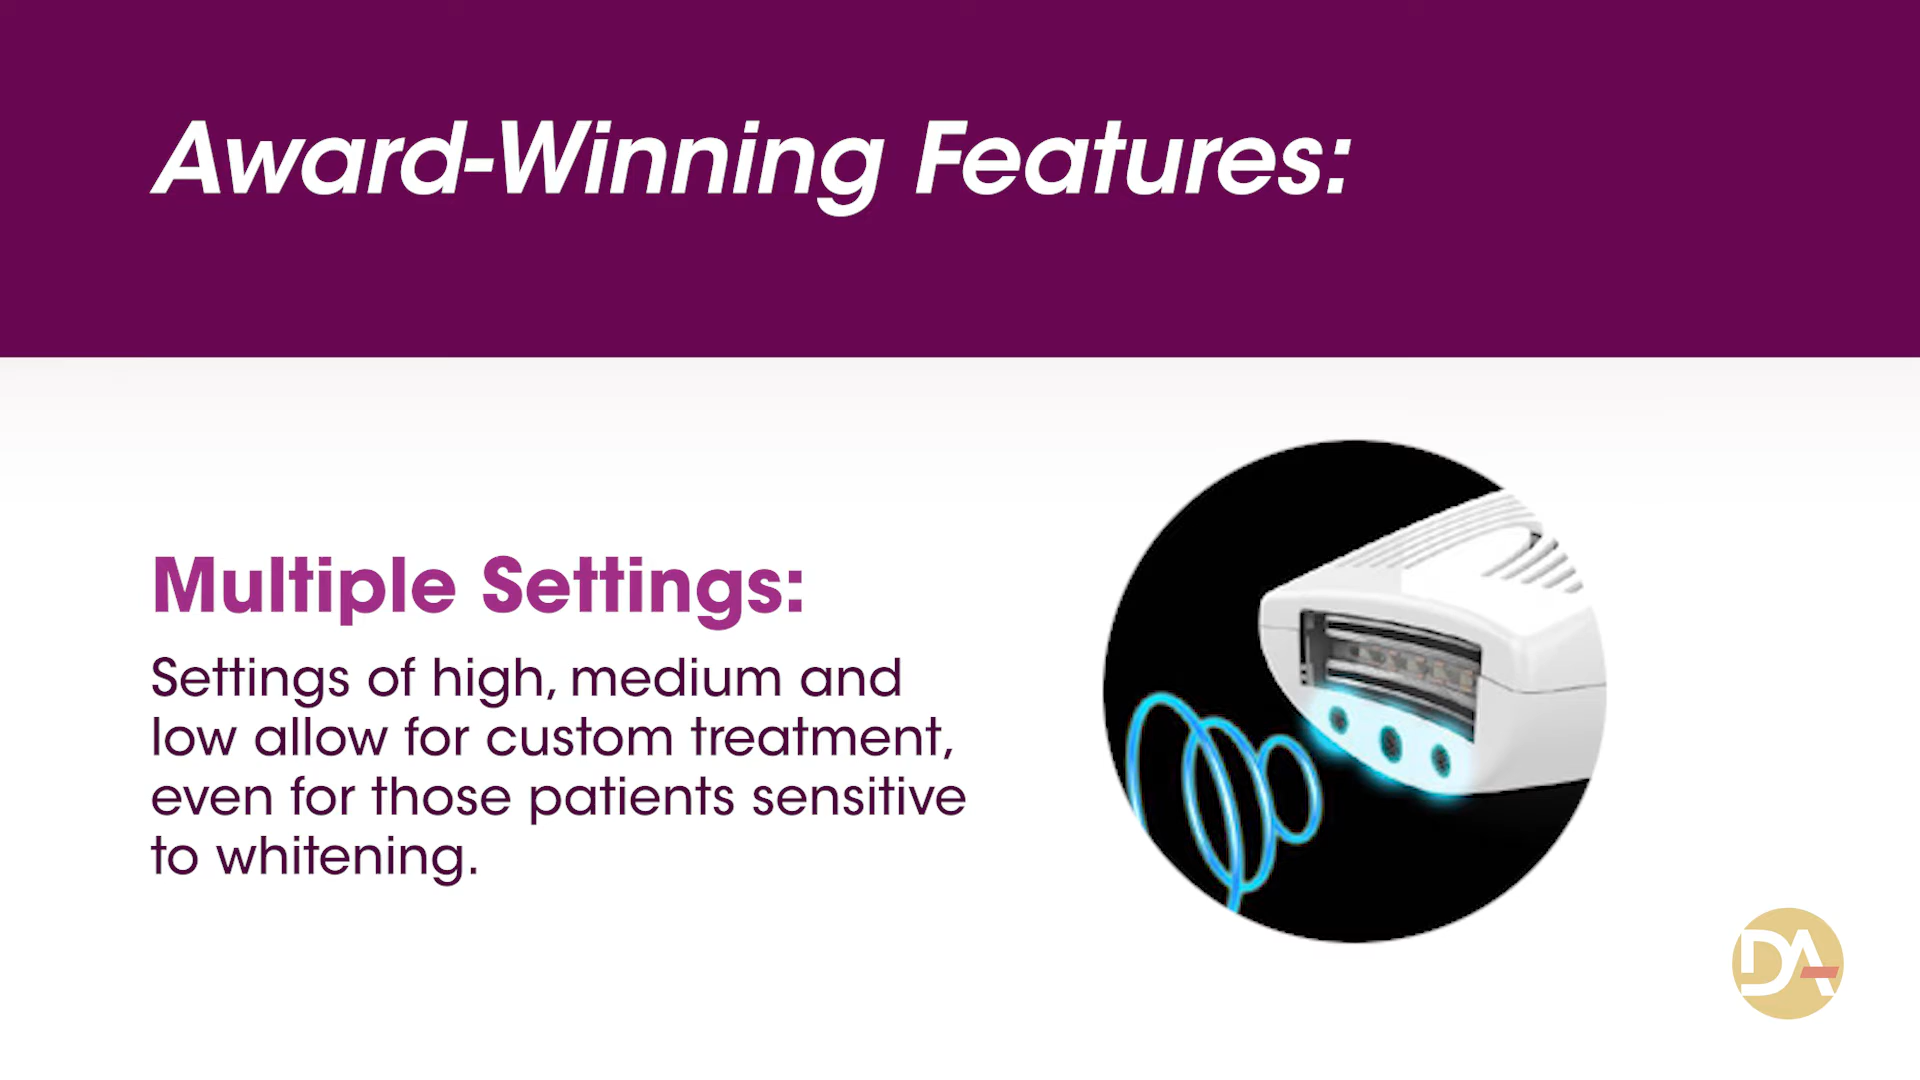 Award-Winning Features:
Multiple Settings:
Settings of high, medium and
low allow for custom treatment,
even for those patients sensitive
to whitening.
DA